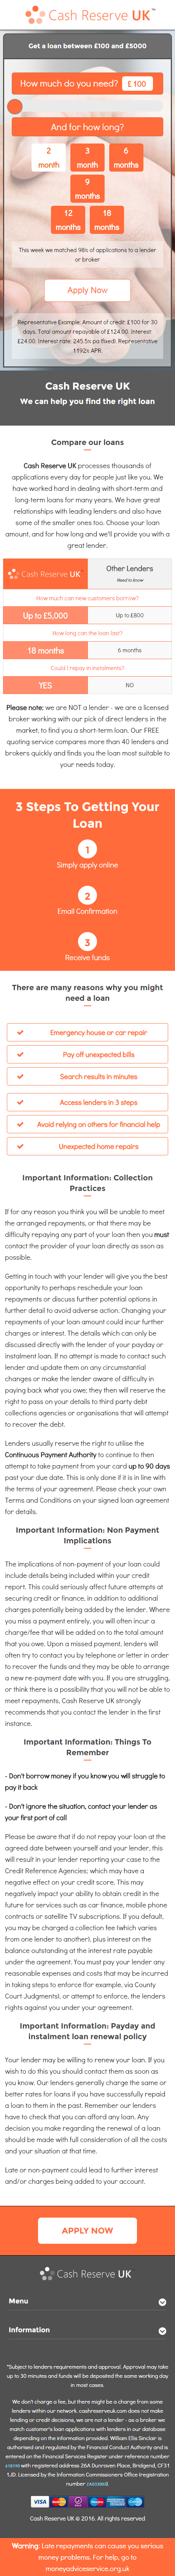 Cash Reserve UK™
Get a loan between £100 and £5000
How much do you need? £100
And for how long?
2
month
3
month
6
months
9
months
12
months
18
months
This week we matched 98% of applications to a lender
or broker
Apply Now
Representative Example: Amount of credit: £100 for 30
days. Total amount repayable of £124.00. Interest:
£24.00. Interest rate: 245.5% pa (fixed). Representative
1192% APR.
Cash Reserve UK
We can help you find the right loan
Compare our loans
Cash Reserve UK processes thousands of
applications every day for people just like you. We
have worked hard in dealing with short-term and
long-term loans for many years. We have great
relationships with leading lenders and also have
some of the smaller ones too. Choose your loan
amount, and for how long and we'll provide you with a
great lender.
Cash Reserve UK
Other Lenders
Need to know
How much can new customers borrow?
Up to £5,000
Up to £800
How long can the loan last?
18 months
6 months
Could I repay in instalments?
YES
NO
Please note; we are NOT a lender - we are a licensed
broker working with our pick of direct lenders in the
market, to find you a short-term loan. Our FREE
quoting service compares more than 40 lenders and
brokers quickly and finds you the loan most suitable to
your needs today.
3 Steps To Getting Your
Loan
1
Simply apply online
2
Email Confirmation
3
Receive funds
There are many reasons why you might
need a loan
Emergency house or car repair
Pay off unexpected bills
Search results in minutes
Access lenders in 3 steps
Avoid relying on others for financial help
Unexpected home repairs
Important Information: Collection
Practices
If for any reason you think you will be unable to meet
the arranged repayments, or that there may be
difficulty repaying any part of your loan then you must
contact the provider of your loan directly as soon as
possible.
Getting in touch with your lender will give you the best
opportunity to perhaps reschedule your loan
repayments or discuss further potential options in
further detail to avoid adverse action. Changing your
repayments of your loan amount could incur further
charges or interest. The details which can only be
discussed directly with the lender of your payday or
instalment loan. If no attempt is made to contact such
lender and update them on any circumstantial
changes or make the lender aware of difficulty in
paying back what you owe; they then will reserve the
right to pass on your details to third party debt
collections agencies or organisations that will attempt
to recover the debt.
Lenders usually reserve the right to utilise the
Continuous Payment Authority to continue to then
attempt to take payment from your card up to 90 days
past your due date. This is only done if it is in line with
the terms of your agreement. Please check your own
Terms and Conditions on your signed loan agreement
for details.
Important Information: Non Payment
Implications
The implications of non-payment of your loan could
include details being included within your credit
report. This could seriously affect future attempts at
securing credit or finance, in addition to additional
charges potentially being added by the lender. Where
you miss a payment entirely, you will often incur a
charge/fee that will be added on to the total amount
that you owe. Upon a missed payment, lenders will
often try to contact you by telephone or letter in order
to recover the funds and they may be able to arrange
a new re-payment date with you. If you are struggling,
or think there is a possibility that you will not be able to
meet repayments, Cash Reserve UK strongly
recommends that you contact the lender in the first
instance.
Important Information: Things To
Remember
- Don't borrow money if you know you will struggle to
pay it back
- Don't ignore the situation, contact your lender as
your first port of call
Please be aware that if do not repay your loan at the
agreed date between yourself and your lender, this
will result in your lender reporting your case to the
Credit Reference Agencies; which may have a
negative effect on your credit score. This may
negatively impact your ability to obtain credit in the
future for services such as car finance, mobile phone
contracts or satellite TV subscriptions. If you default,
you may be charged a collection fee (which varies
from one lender to another), plus interest on the
balance outstanding at the interest rate payable
under the agreement. You must pay your lender any
reasonable expenses and costs that may be incurred
in taking steps to enforce (for example, via County
Court Judgments), or attempt to enforce, the lenders
rights against you under your agreement.
Important Information: Payday and
instalment loan renewal policy
Your lender may be willing to renew your loan. If you
wish to do this you should contact them as soon as
you know. Our lenders generally change their fees or
better rates for loans if you have successfully repaid
a loan to them in the past. Remember our lenders
have to check that you can afford any loan. Any
decision you make regarding the renewal of a loan
should be made with full consideration of all the costs
and your situation at that time.
Late or non-payment could lead to further interest
and/or charges being added to your account.
APPLY NOW
Cash Reserve UK
Menu
Information
*Subject to lenders requirements and approval. Approval may take
up to 30 minutes and funds will be deposited the same working day
in most cases.
We don't charge a fee, but there might be a charge from some
lenders within our network. cashreserveuk.com does not make
lending or credit decisions, we are not a lender - as a broker we
match customer's loan applications with lenders in our database
depending on the information provided. William Ellis Sinclair is
authorised and regulated by the Financial Conduct Authority and is
entered on the Financial Services Register under reference number
with registered address 26A Dunraven Place, Bridgend, CF31
1JD. Licensed by the Information Commissioners Office (registration
number
Cash Reserve UK © 2016. All rights reserved
Warning: Late repayments can cause you serious
money problems. For help, go to
moneyadviceservice.org.uk